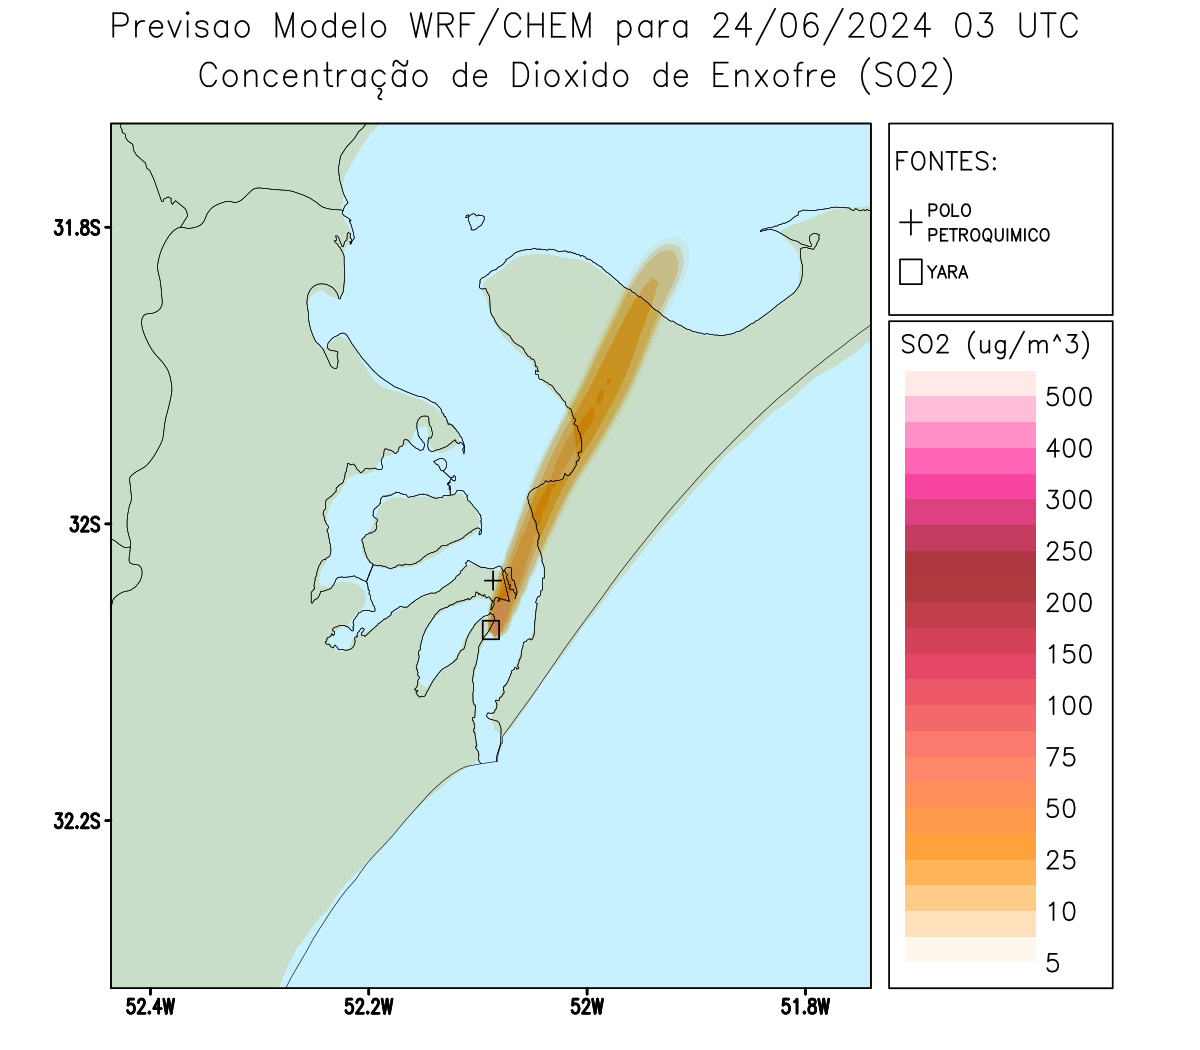 Previsao Modelo WRF/CHEM para 24/06/2024 03 UTC
Concentração de Dioxido de Enxofre (SO2)
FONTES:
POLO
PETROQUIMICO
YARA
SO2 (ug/m^3)
500
400
300
250
200
150
100
75
50
25
10
5
31.8S
32S
32.2S
52.4W
52.2W
52W
51.8W